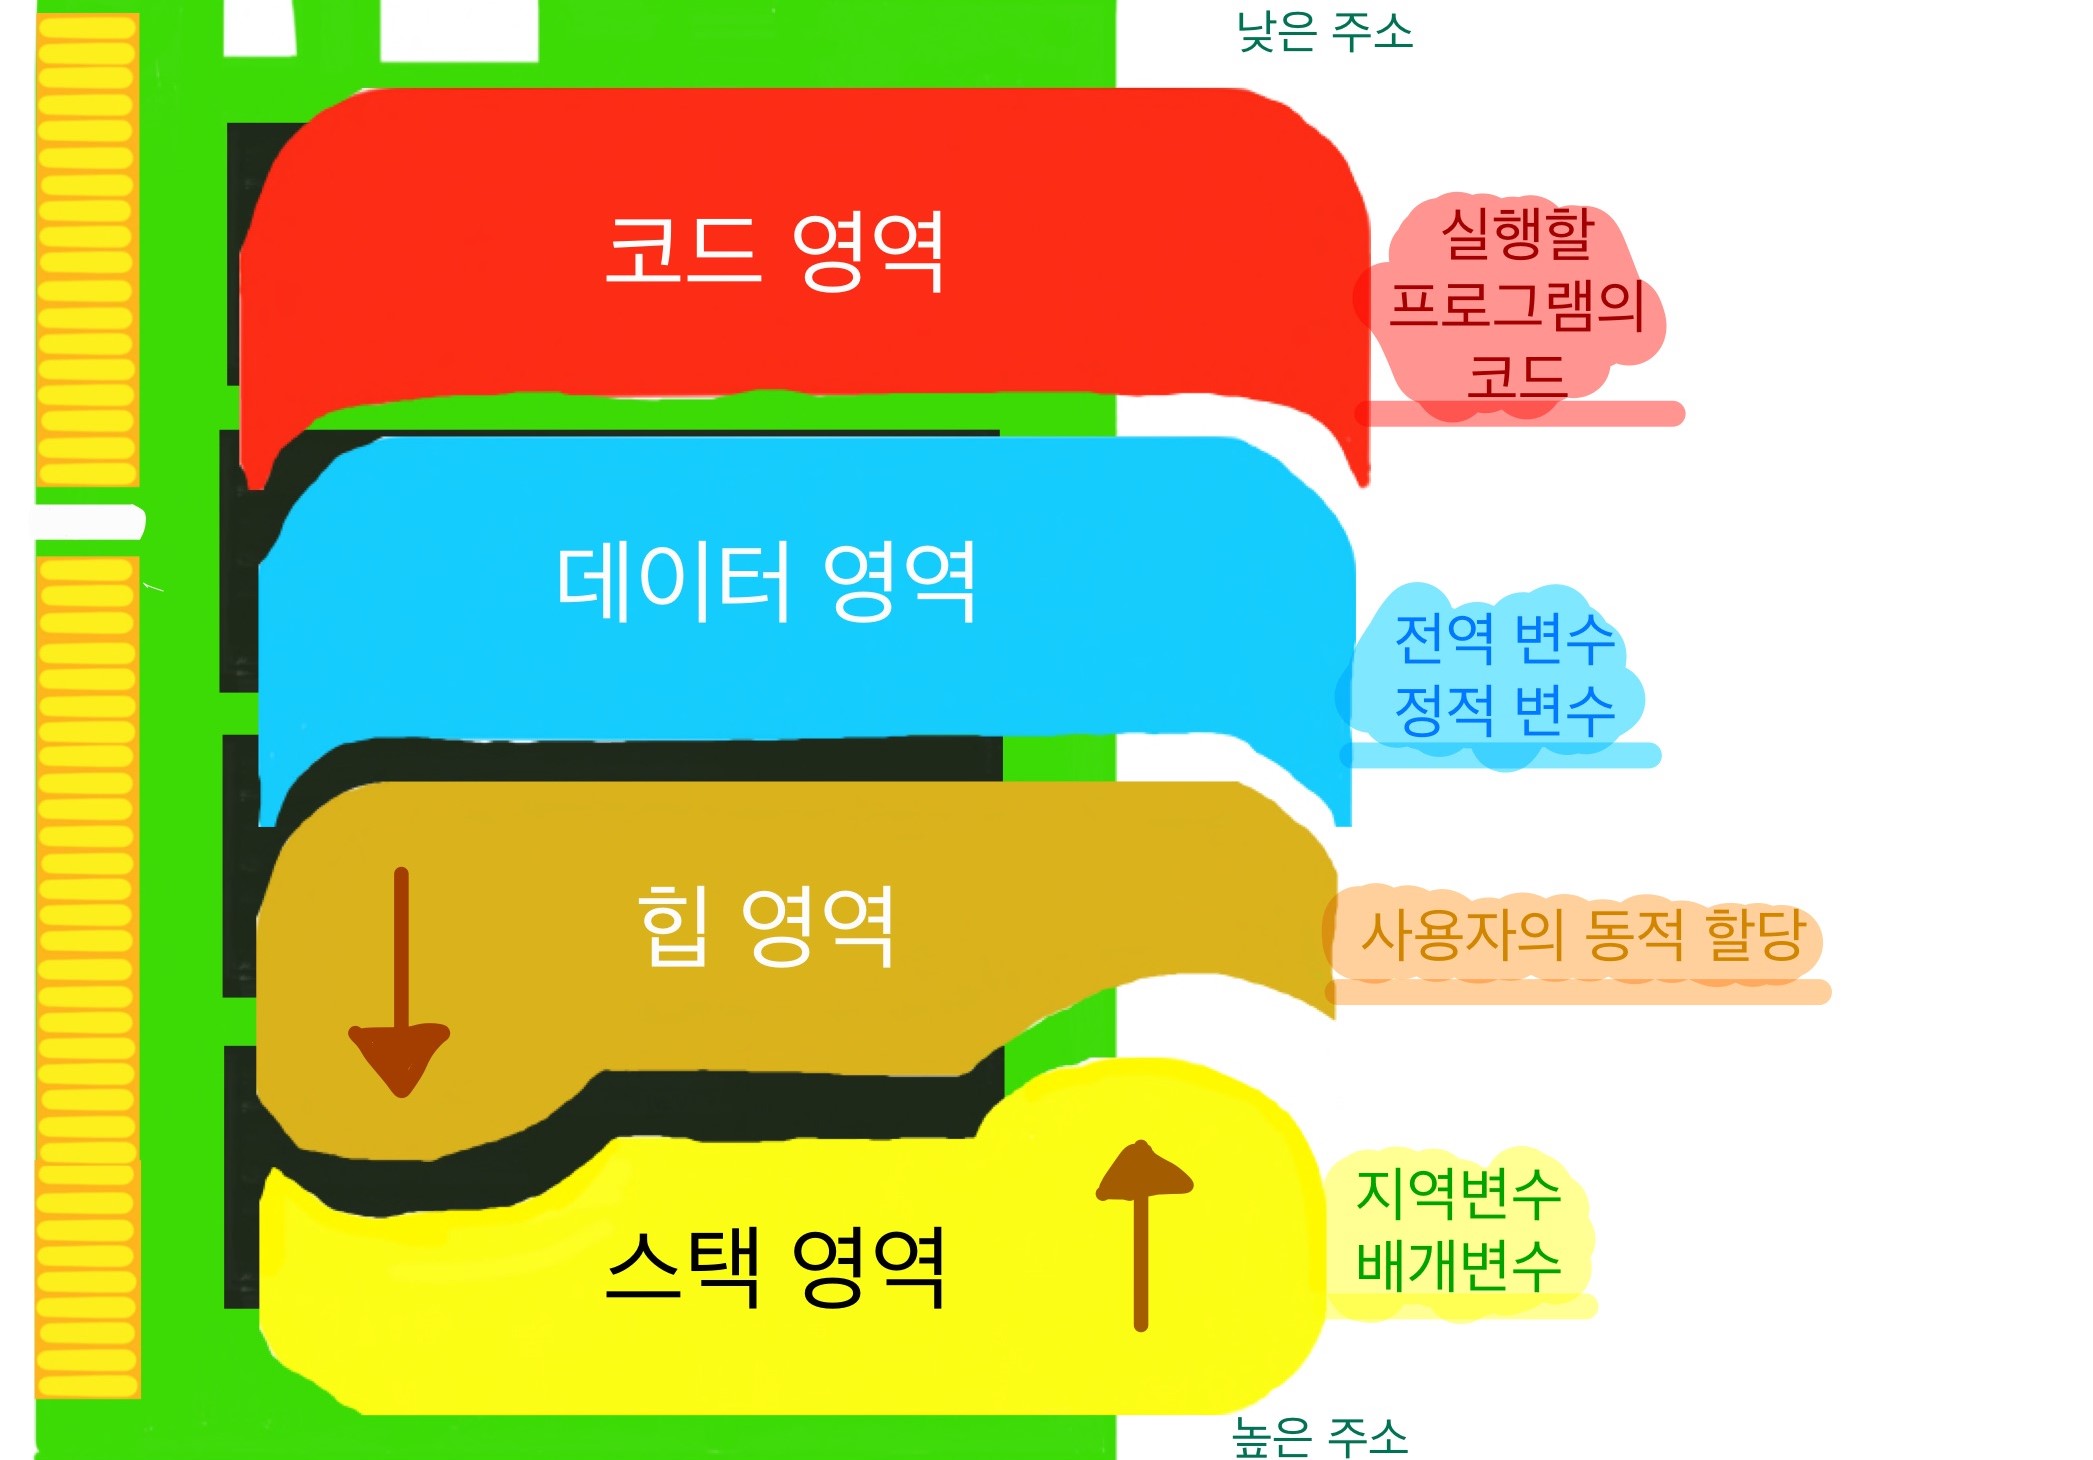 낮은 주소
코드 영역
실행할
프로그램의
코드
데이터 영역
전역 변수
정적 변수
힙 영역
사용자의 동적 할당
스택 영역
지역변수
배개변수
높은 주소